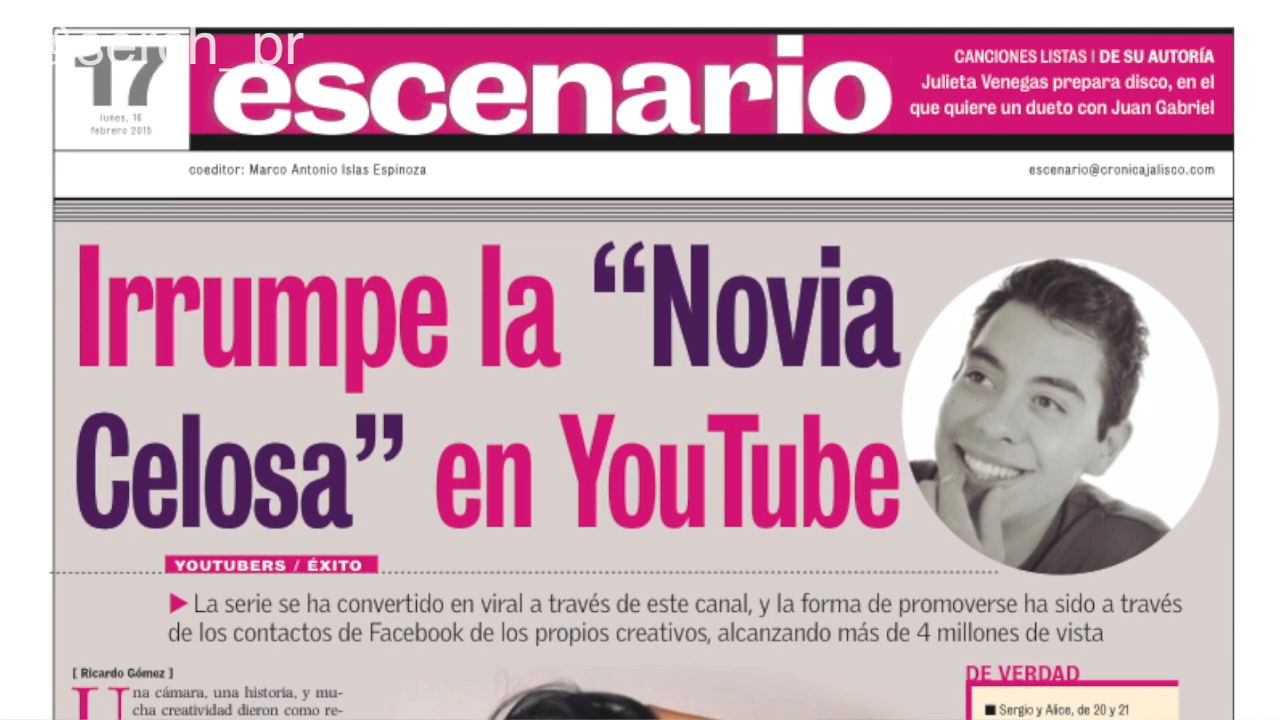 17
lunes, 16
febrero 2015
escenario
CANCIONES LISTAS | DE SU AUTORÍA
Julieta Venegas prepara disco, en el
que quiere un dueto con Juan Gabriel
coeditor: Marco Antonio Islas Espinoza
escenario@cronicajalisco.com
Irrumpe la “Novia
Celosa” en YouTube
YOUTUBERS / ÉXITO
La serie se ha convertido en viral a través de este canal, y la forma de promoverse ha sido a través
de los contactos de Facebook de los propios creativos, alcanzando más de 4 millones de vista
[ Ricardo Gómez ]
Una cámara, una historia, y mu-
cha creatividad dieron como re-
DE VERDAD
■ Sergio y Alice, de 20 y 21